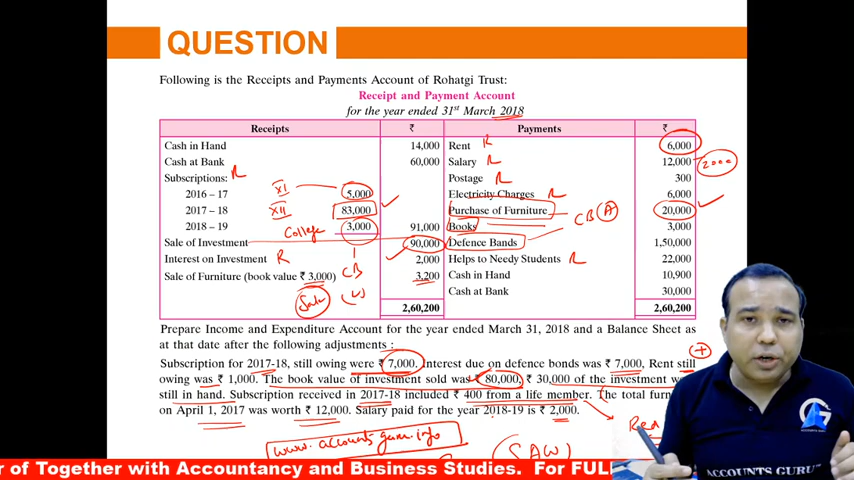 QUESTION
Following is the Receipts and Payments Account of Rohatgi Trust:
Receipt and Payment Account
for the year ended 31st March 2018
Receipts ₹ Payments ₹
Cash in Hand 14,000 Rent R 6,000
Cash at Bank 60,000 Salary R 12,000 2000
Subscriptions: R Postage R 300
2016 – 17 XI 5,000 Electricity Charges R 6,000
2017 – 18 XII 83,000 Purchase of Furniture CB A 20,000
2018 – 19 College 3,000 91,000 Books 3,000
Sale of Investment 90,000 Defence Bands 1,50,000
Interest on Investment R 2,000 Helps to Needy Students R 22,000
Sale of Furniture (book value ₹ 3,000) CB 3,200 Cash in Hand 10,900
Sale (L) Cash at Bank 30,000
2,60,200 2,60,200
Prepare Income and Expenditure Account for the year ended March 31, 2018 and a Balance Sheet as
at that date after the following adjustments :
Subscription for 2017-18, still owing were ₹ 7,000. Interest due on defence bonds was ₹ 7,000, Rent still +
owing was ₹ 1,000. The book value of investment sold was ₹ 80,000, ₹ 30,000 of the investment w
still in hand. Subscription received in 2017-18 included ₹ 400 from a life member. The total furn
on April 1, 2017 was worth ₹ 12,000. Salary paid for the year 2018-19 is ₹ 2,000.
Red
www.accountsguru.info (SAW)
G
ACCOUNTS GURU
r of Together with Accountancy and Business Studies. For FUL